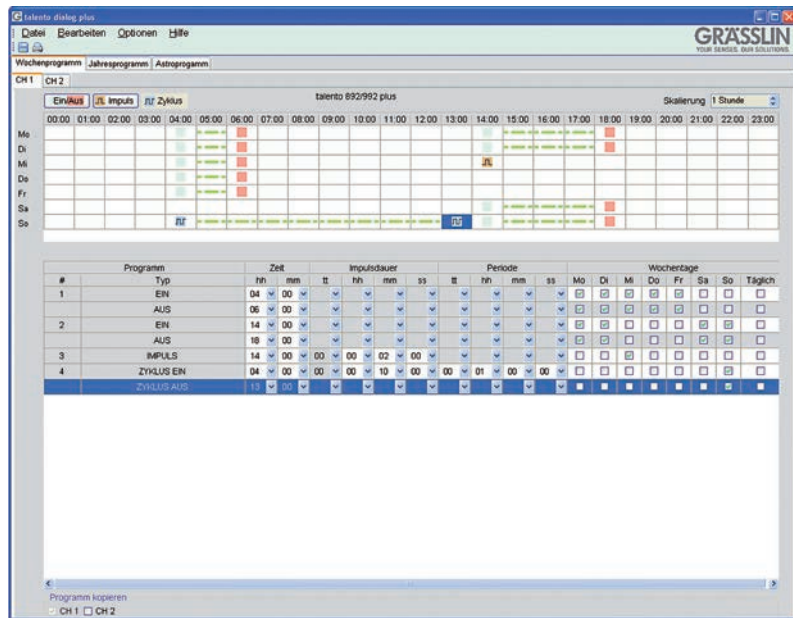 talento dialog plus
Datei Bearbeiten Optionen Hilfe
GRÄSSLIN
YOUR SENSES. OUR SOLUTIONS.
Wochenprogramm Jahresprogramm Astroprogamm
CH 1 CH 2
Ein/Aus Impuls Zyklus talento 892/992 plus Skalierung 1 Stunde
00:00 01:00 02:00 03:00 04:00 05:00 06:00 07:00 08:00 09:00 10:00 11:00 12:00 13:00 14:00 15:00 16:00 17:00 18:00 19:00 20:00 21:00 22:00 23:00
Mo
Di
Mi
Do
Fr
Sa
So
Programm Zeit Impulsdauer Periode Wochentage
# Typ hh mm tt hh mm ss tt hh mm ss Mo Di Mi Do Fr Sa So Täglich
1 EIN 04 00
AUS 06 00
2 EIN 14 00
AUS 18 00
3 IMPULS 14 00 00 00 02 00
4 ZYKLUS EIN 04 00 00 00 10 00 00 01 00 00
ZYKLUS AUS 13 00
Programm kopieren
CH 1 CH 2